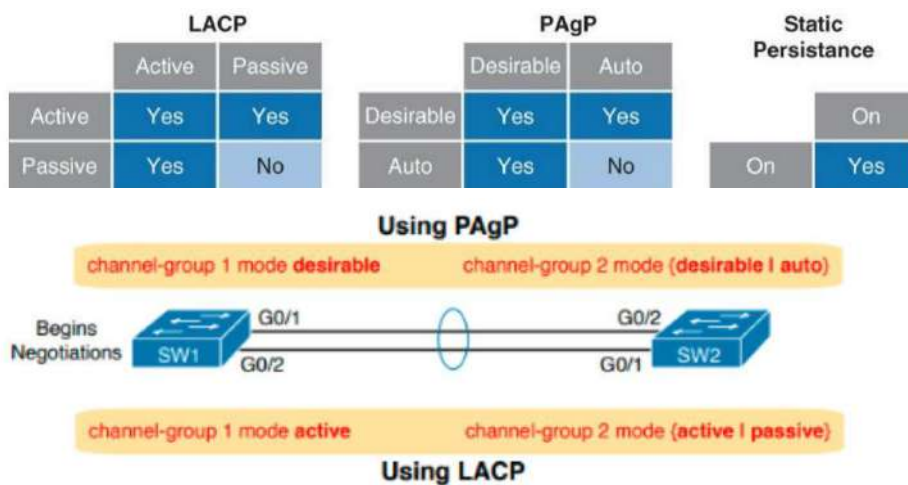 LACP
PAgP
Static
Persistance
Active Passive
Desirable Auto
On
Active Yes Yes
Desirable Yes Yes
Passive Yes No
Auto Yes No
On Yes
Using PAgP
channel-group 1 mode desirable
channel-group 2 mode (desirable | auto)
G0/1
G0/2
Begins
Negotiations
SW1
SW2
G0/2
G0/1
channel-group 1 mode active
channel-group 2 mode (active | passive)
Using LACP